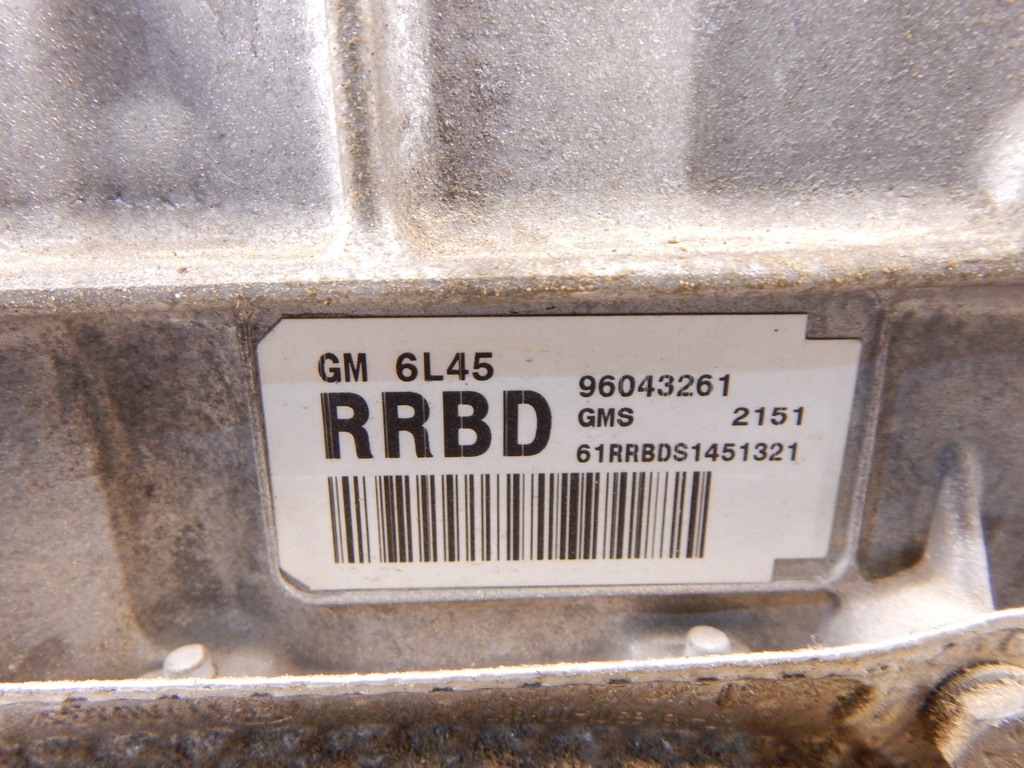 GM 6L45
RRBD
96043261
GMS 2151
61RRBDS1451321